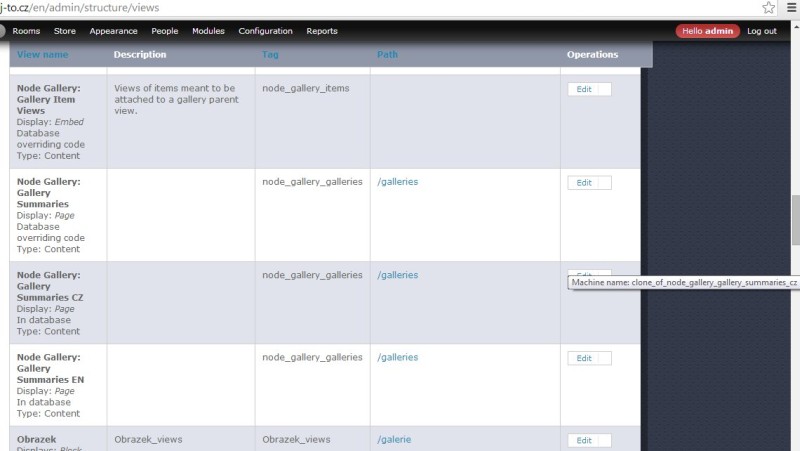 j-to.cz/en/admin/structure/views
Rooms Store Appearance People Modules Configuration Reports Hello admin Log out
View name Description Tag Path Operations
Node Gallery:
Gallery Item
Views
Display: Embed
Database
overriding code
Type: Content
Views of items meant to be
attached to a gallery parent
view.
node_gallery_items
Edit
Node Gallery:
Gallery
Summaries
Display: Page
Database
overriding code
Type: Content
node_gallery_galleries
/galleries
Edit
Node Gallery:
Gallery
Summaries CZ
Display: Page
In database
Type: Content
node_gallery_galleries
/galleries
Edit
Machine name: clone_of_node_gallery_gallery_summaries_cz
Node Gallery:
Gallery
Summaries EN
Display: Page
In database
Type: Content
node_gallery_galleries
/galleries
Edit
Obrazek
Displays: Block
Obrazek_views
Obrazek_views
/galerie
Edit